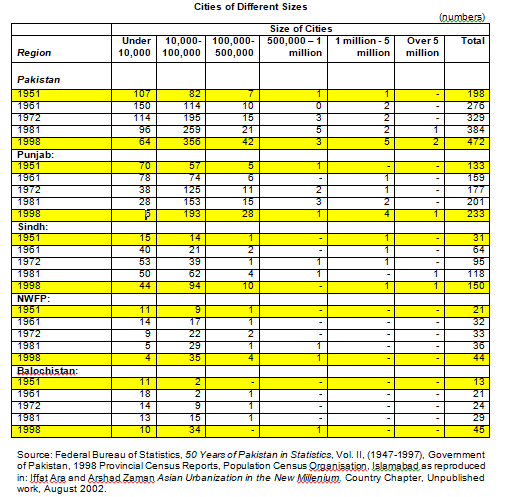 Cities of Different Sizes
(numbers)
Size of Cities
Region Under 10,000 10,000- 100,000 100,000- 500,000 500,000 – 1 million 1 million - 5 million Over 5 million Total
Pakistan
1951 107 82 7 1 1 - 198
1961 150 114 10 0 2 - 276
1972 114 195 15 3 2 - 329
1981 96 259 21 5 2 1 384
1998 64 356 42 3 5 2 472
Punjab:
1951 70 57 5 1 - - 133
1961 78 74 6 - 1 - 159
1972 38 125 11 2 1 - 177
1981 28 153 15 3 2 - 201
1998 193 28 1 4 1 233
Sindh:
1951 15 14 1 - 1 - 31
1961 40 21 2 - 1 - 64
1972 53 39 1 1 1 - 95
1981 50 62 4 1 - 1 118
1998 44 94 10 - 1 1 150
NWFP:
1951 11 9 1 - - - 21
1961 14 17 1 - - - 32
1972 9 22 2 - - - 33
1981 5 29 1 1 - - 36
1998 4 35 4 1 - - 44
Balochistan:
1951 11 2 - - - - 13
1961 18 2 1 - - - 21
1972 14 9 1 - - - 24
1981 13 15 1 - - - 29
1998 10 34 - 1 - - 45
Source: Federal Bureau of Statistics, 50 Years of Pakistan in Statistics, Vol. II, (1947-1997), Government
of Pakistan, 1998 Provincial Census Reports, Population Census Organisation, Islamabad as reproduced
in: Iffat Ara and Arshad Zaman Asian Urbanization in the New Millenium, Country Chapter, Unpublished
work, August 2002.